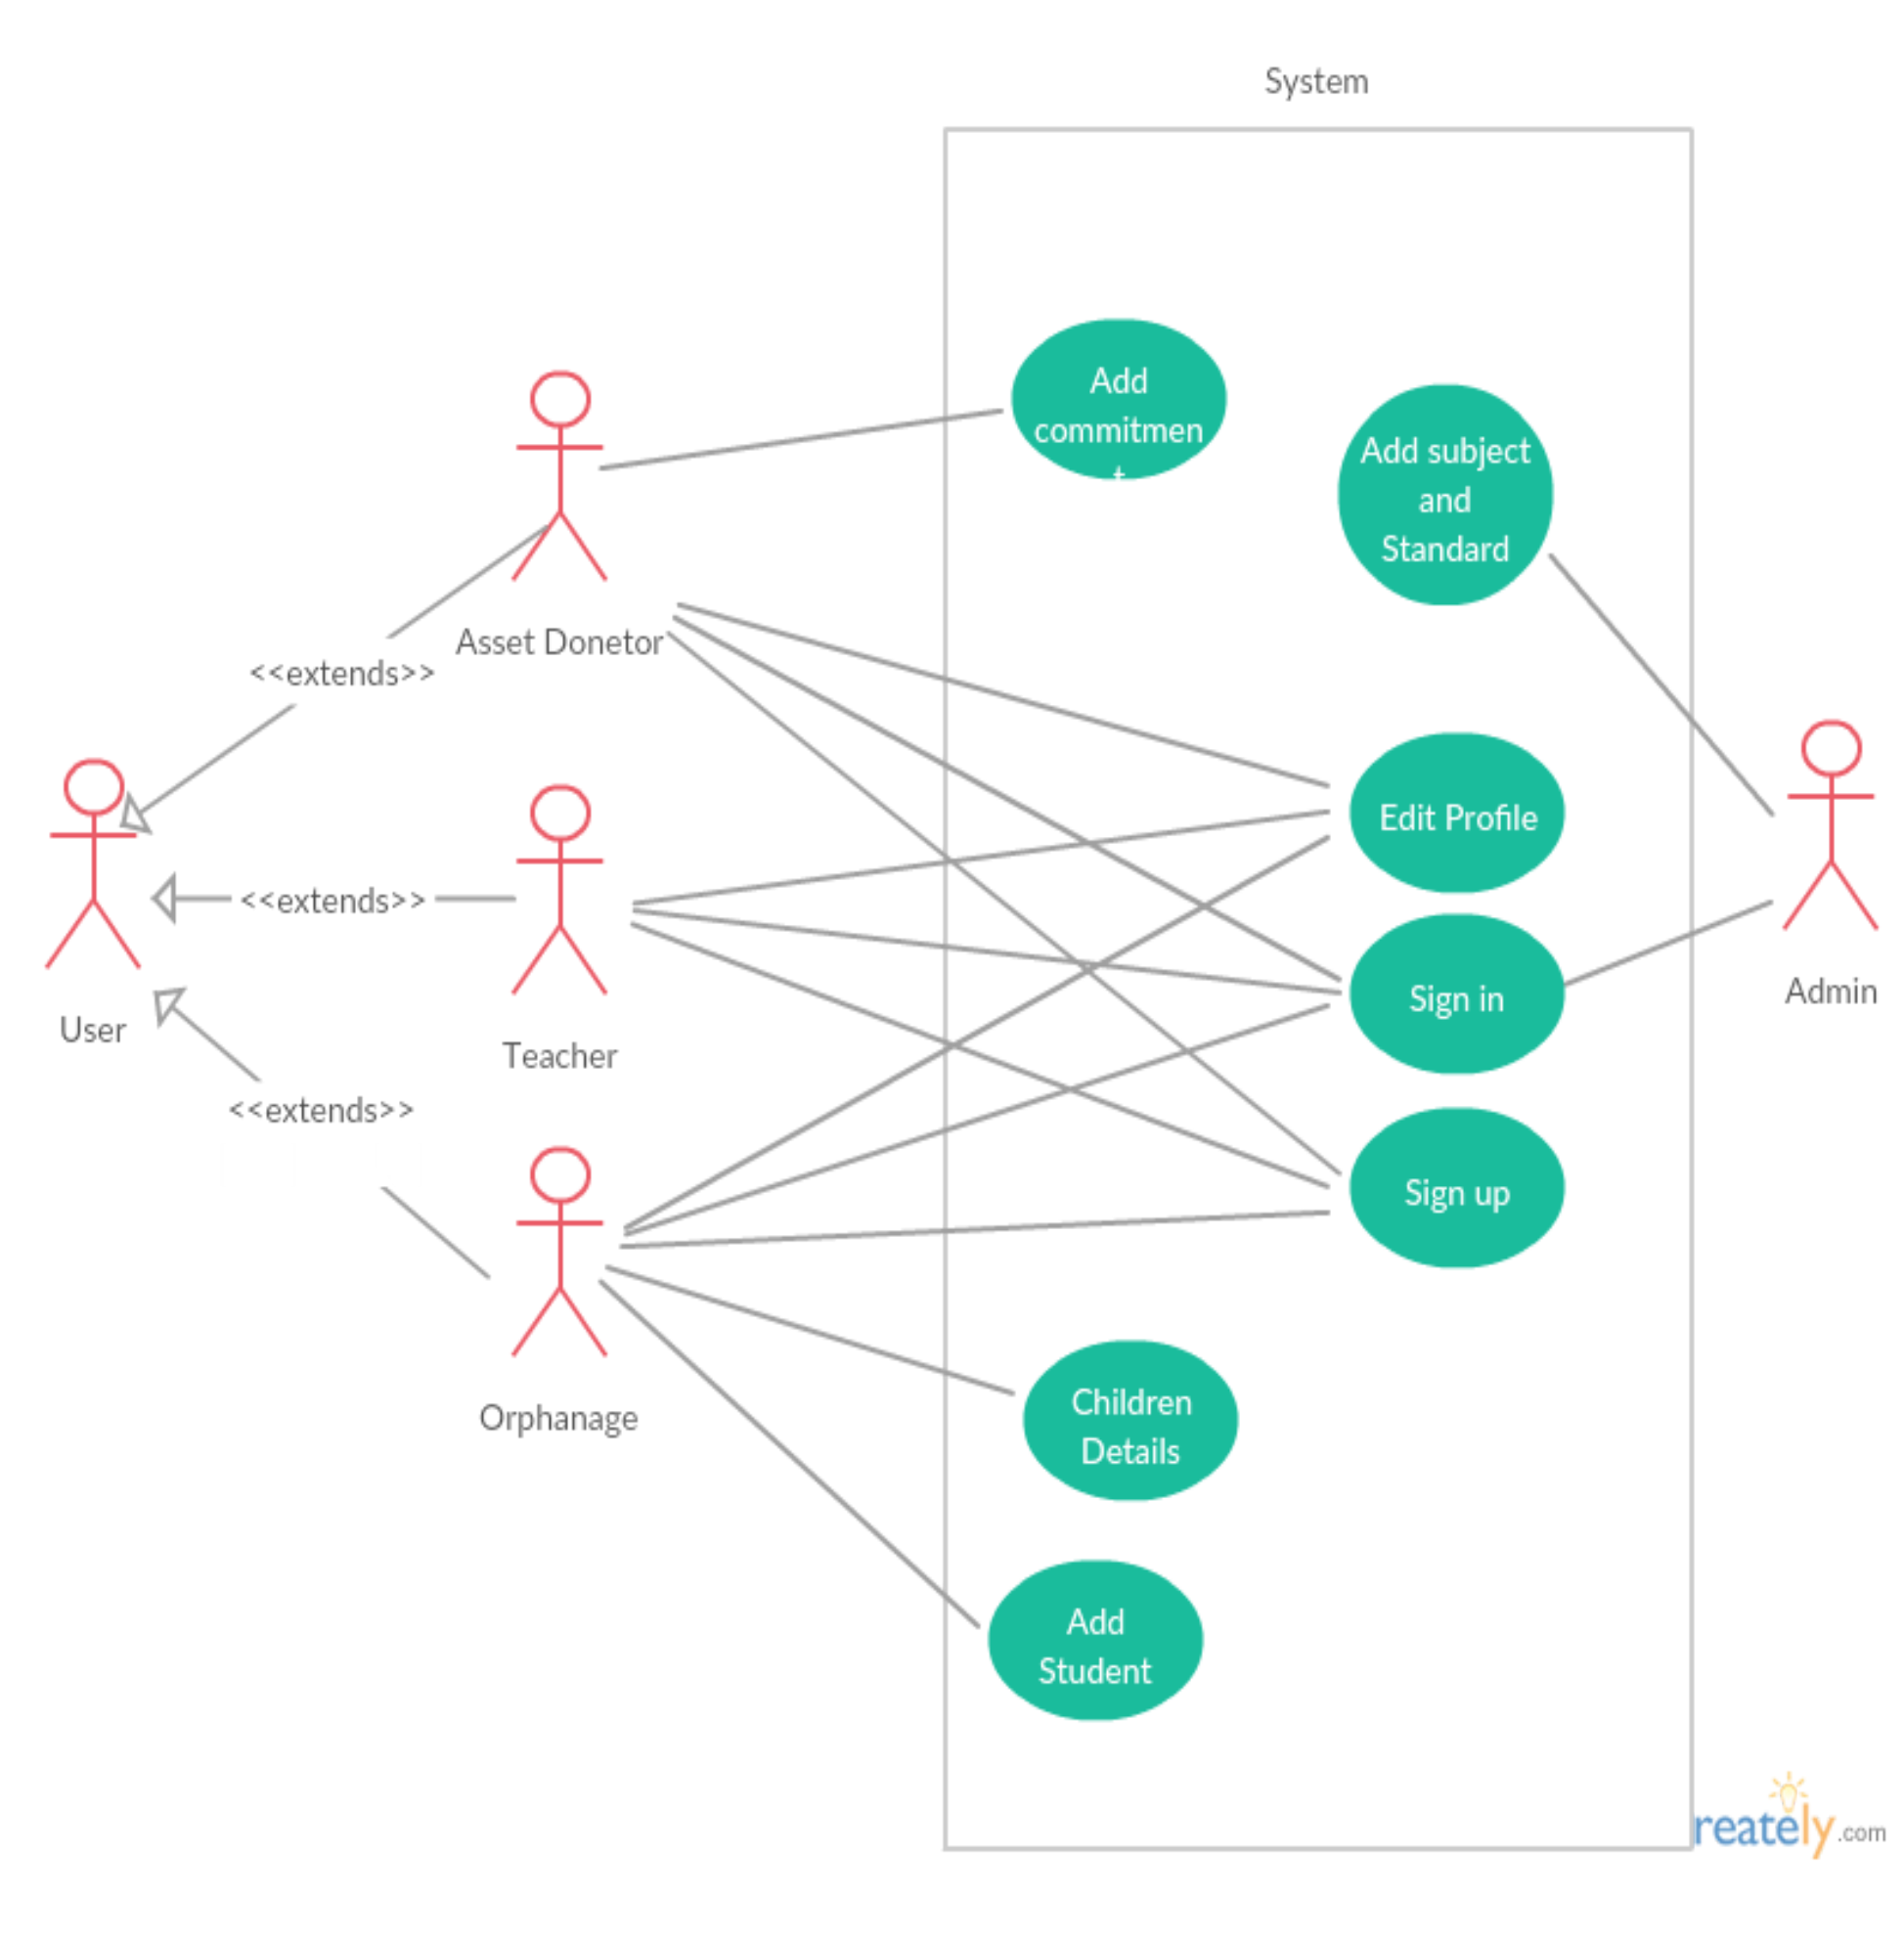 System
Add
commitmen
t
Add subject
and
Standard
Asset Donetor
<<extends>>
Edit Profile
<<extends>>
Sign in
Admin
User
Teacher
<<extends>>
Sign up
Children
Details
Orphanage
Add
Student
reately.com